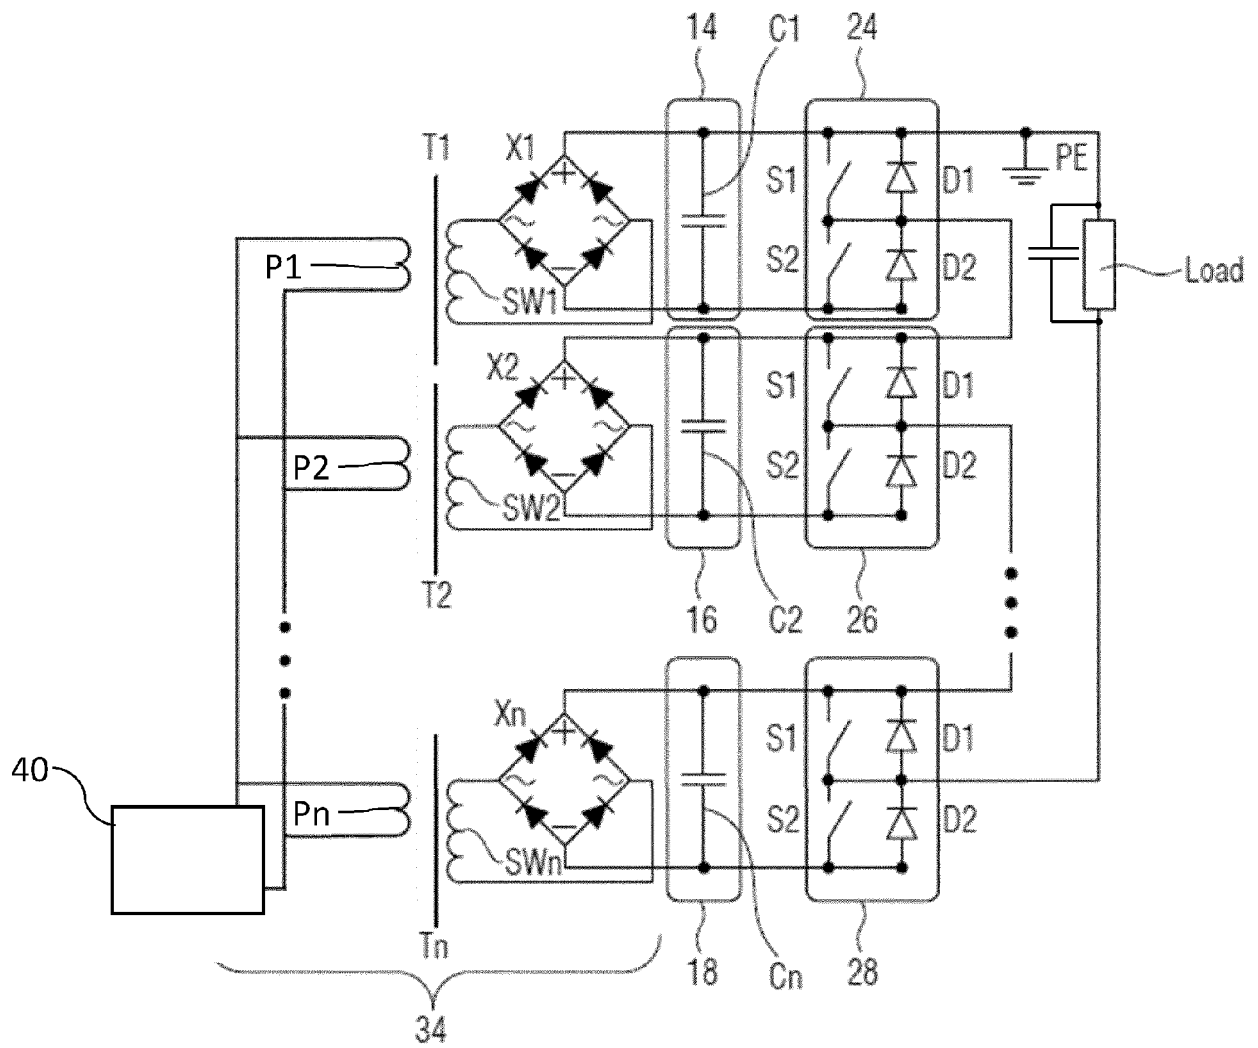 14 C1 24
T1 X1 PE
S1 D1
P1 S2 D2 Load
SW1
+
−
X2 S1 D1
P2 S2 D2
SW2
+
−
T2 16 C2 26
Xn S1 D1
40 Pn S2 D2
SWn
+
−
Tn 18 Cn 28
34